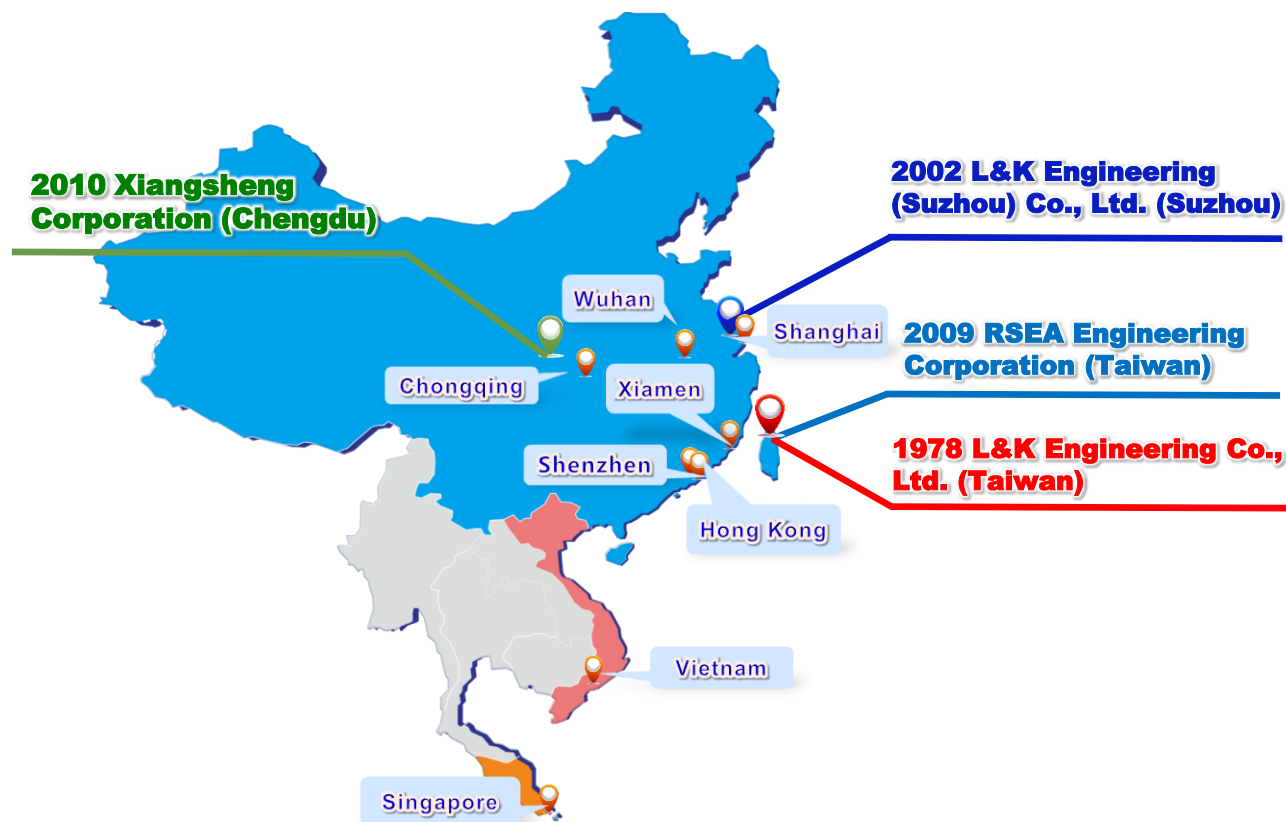 2010 Xiangsheng
Corporation (Chengdu)
2002 L&K Engineering
(Suzhou) Co., Ltd. (Suzhou)
Wuhan
Shanghai
2009 RSEA Engineering
Corporation (Taiwan)
Chongqing
Xiamen
1978 L&K Engineering Co.,
Ltd. (Taiwan)
Shenzhen
Hong Kong
Vietnam
Singapore